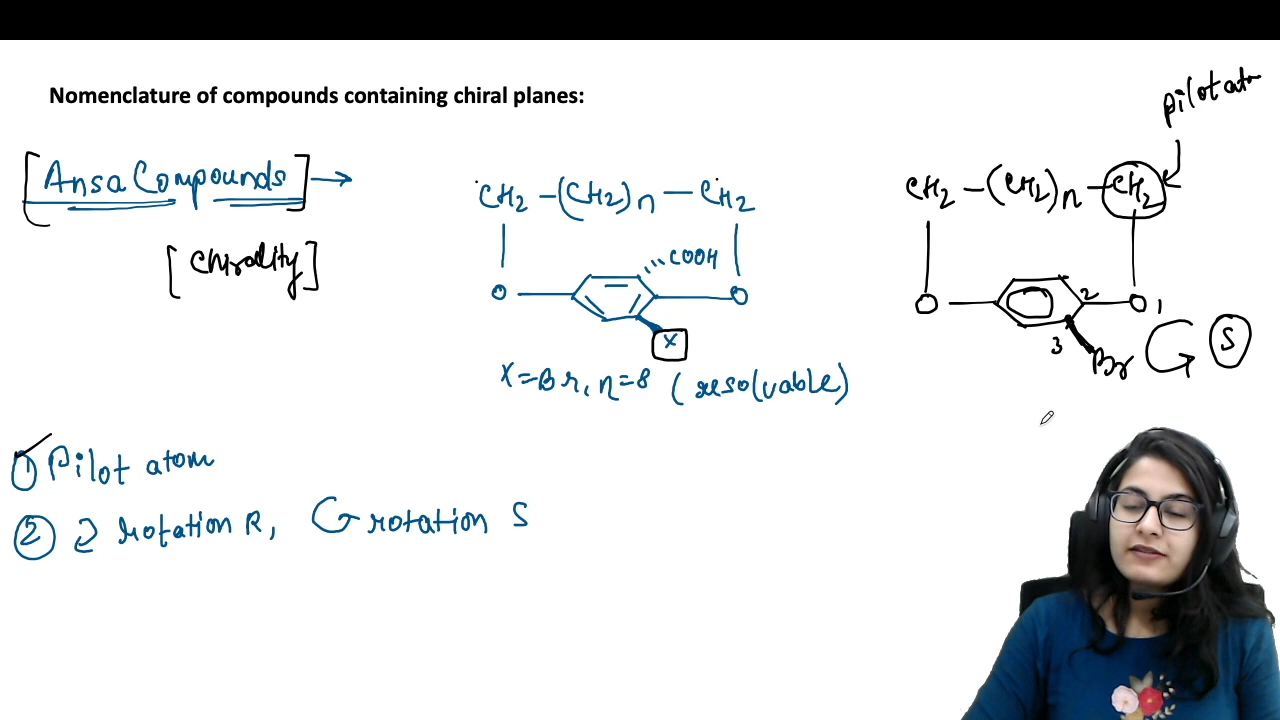 Nomenclature of compounds containing chiral planes:
[Ansa Compounds] →
[chirality]
CH2 -(CH2)n - CH2
COOH
O O
X
X=Br, n=8 (resolvable)
pilot atm
CH2 -(CH2)n - CH2
O 2 O 1
3 Br S
① Pilot atom
② rotation R, rotation S